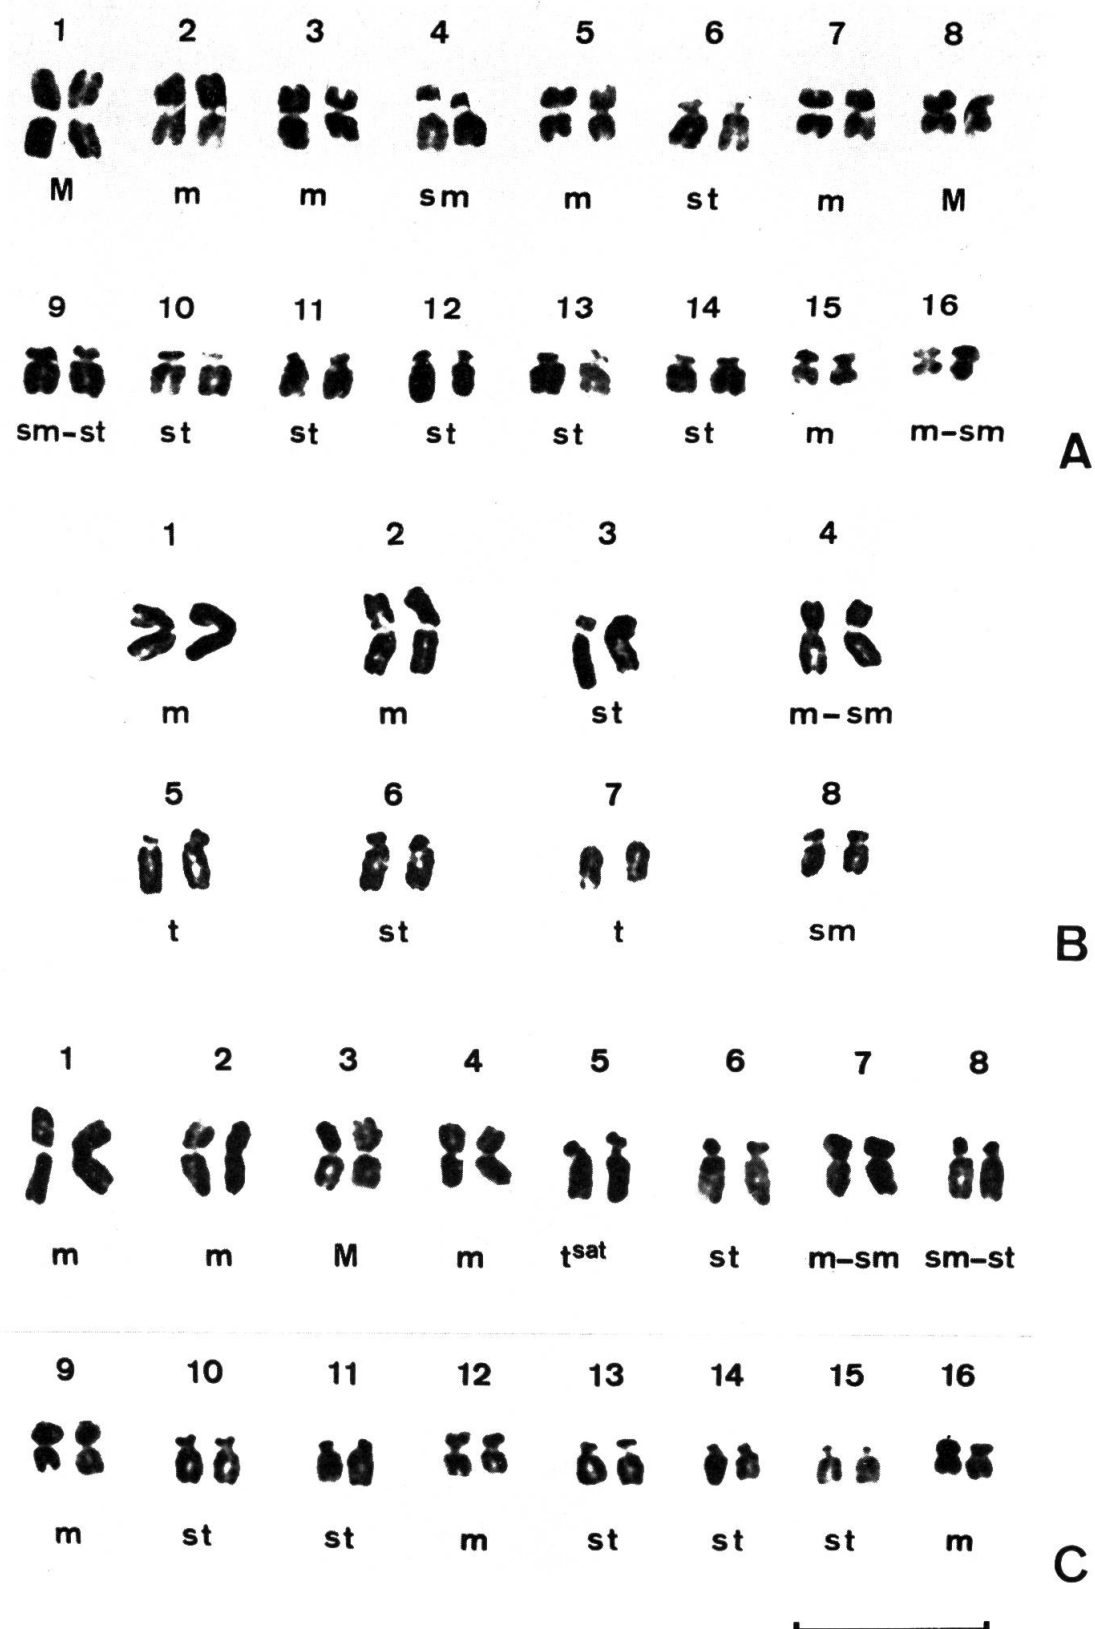 1 2 3 4 5 6 7 8
M m m sm m st m M
9 10 11 12 13 14 15 16
sm-st st st st st st m m-sm
A
1 2 3 4
m m st m-sm
5 6 7 8
t st t sm
B
1 2 3 4 5 6 7 8
m m M m tsat st m-sm sm-st
9 10 11 12 13 14 15 16
m st st m st st st m
C